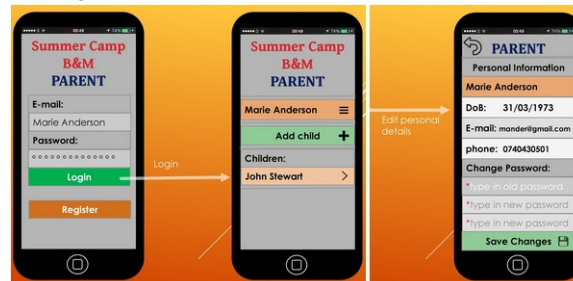 Summer Camp
B&M
PARENT
E-mail:
Marie Anderson
Password:
Login
Register
Login
Summer Camp
B&M
PARENT
Marie Anderson
Add child
Children:
John Stewart
Edit personal
details
PARENT
Personal Information
Marie Anderson
DoB: 31/03/1973
E-mail: mander@gmail.com
phone: 0740430501
Change Password:
*type in old password
*type in new password
*type in new password
Save Changes